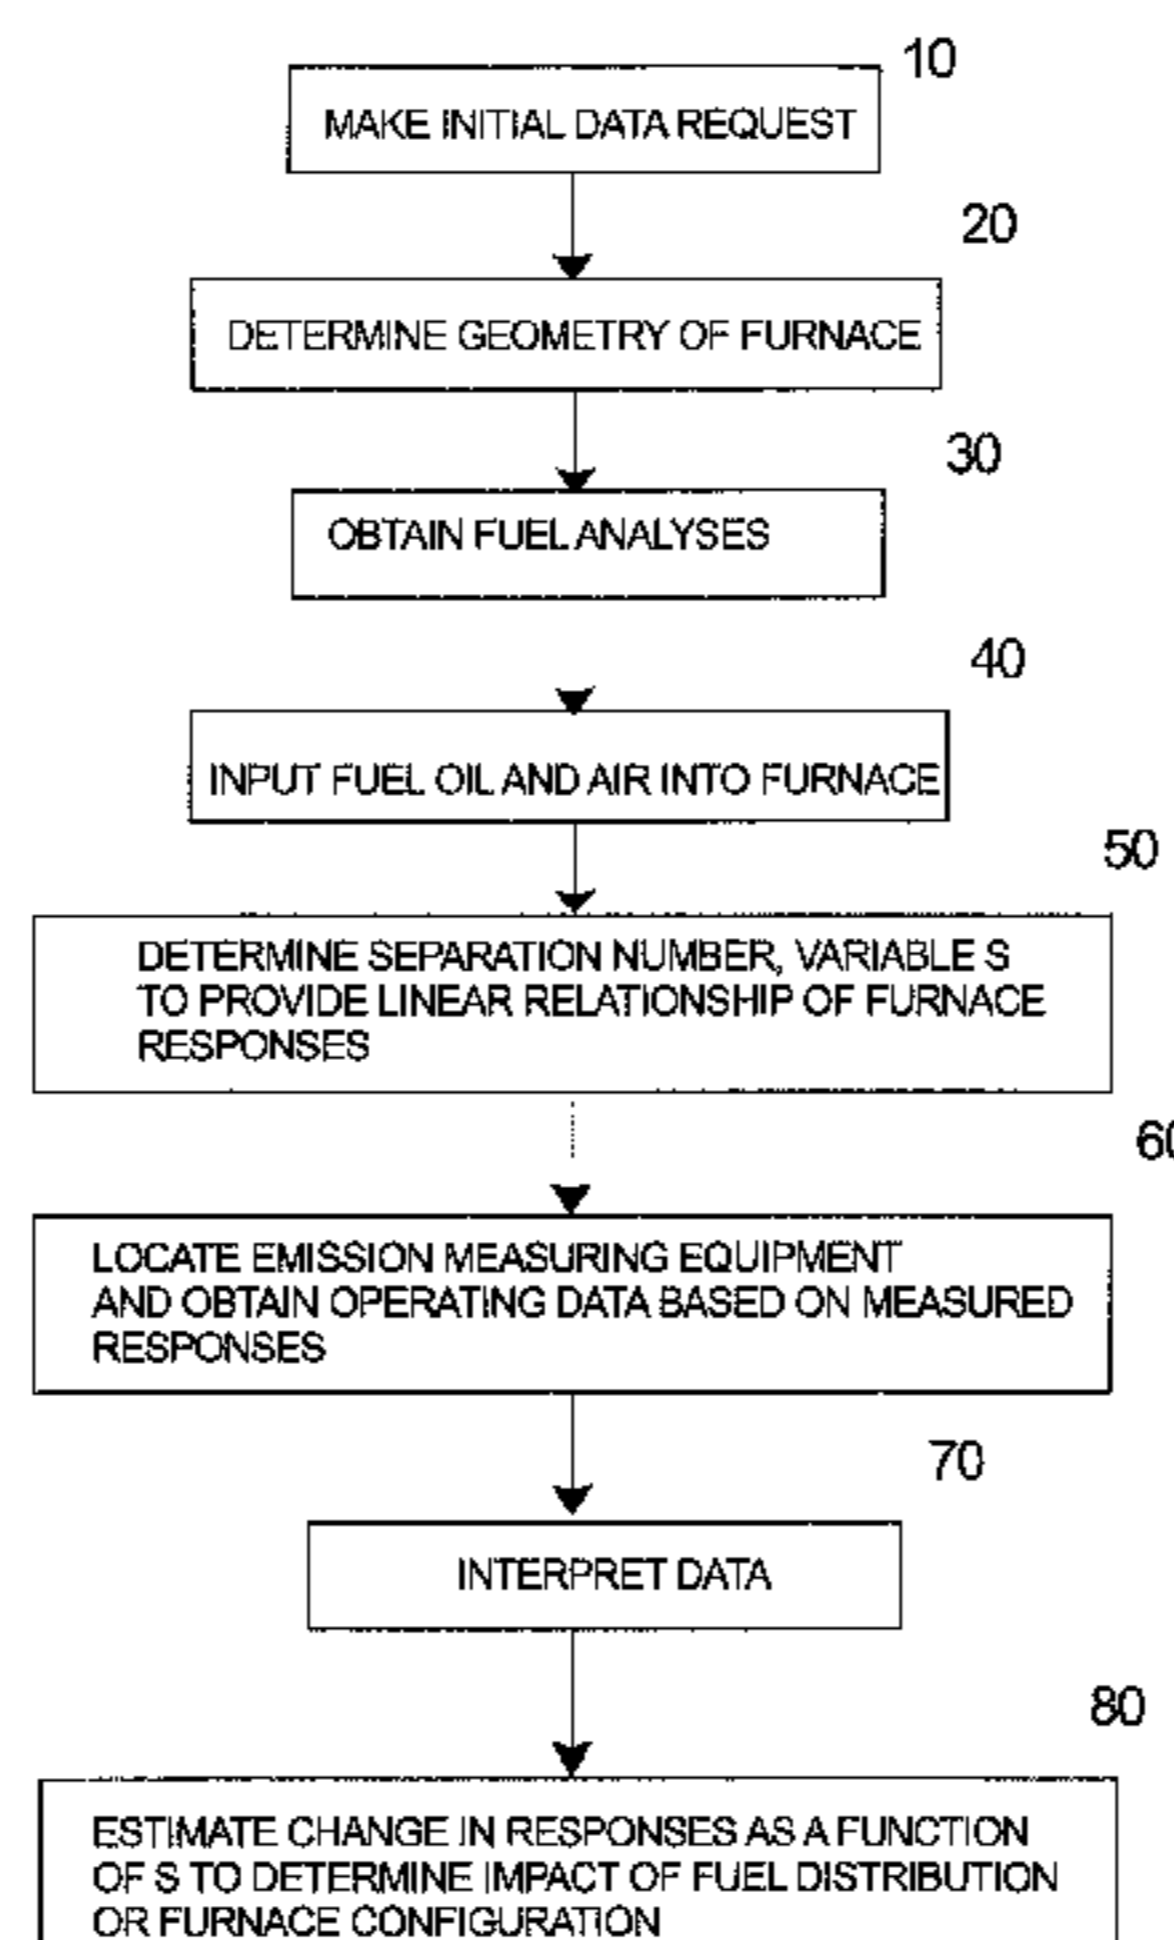 10
MAKE INITIAL DATA REQUEST
20
DETERMINE GEOMETRY OF FURNACE
30
OBTAIN FUEL ANALYSES
40
INPUT FUEL OIL AND AIR INTO FURNACE
50
DETERMINE SEPARATION NUMBER, VARIABLE S
TO PROVIDE LINEAR RELATIONSHIP OF FURNACE
RESPONSES
60
LOCATE EMISSION MEASURING EQUIPMENT
AND OBTAIN OPERATING DATA BASED ON MEASURED
RESPONSES
70
INTERPRET DATA
80
ESTIMATE CHANGE IN RESPONSES AS A FUNCTION
OF S TO DETERMINE IMPACT OF FUEL DISTRIBUTION
OR FURNACE CONFIGURATION